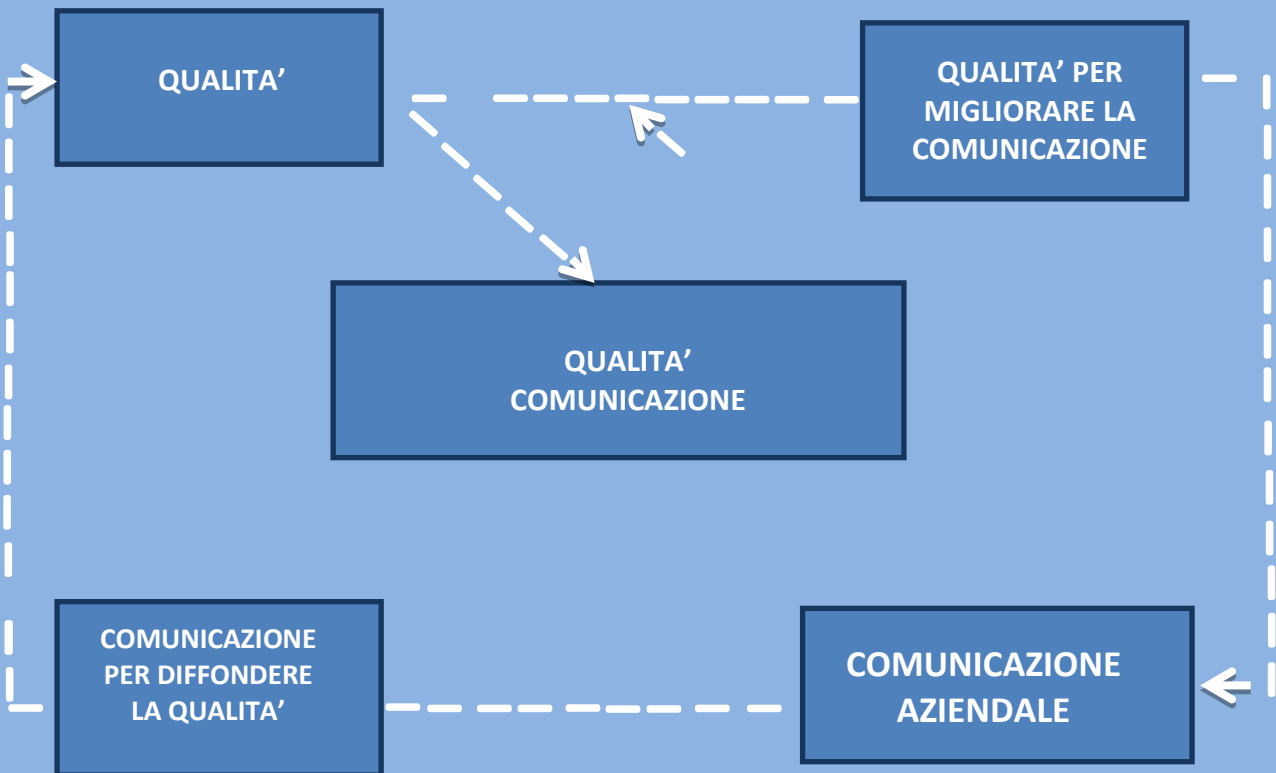 QUALITA’
QUALITA’ PER
MIGLIORARE LA
COMUNICAZIONE
QUALITA’
COMUNICAZIONE
COMUNICAZIONE
PER DIFFONDERE
LA QUALITA’
COMUNICAZIONE
AZIENDALE